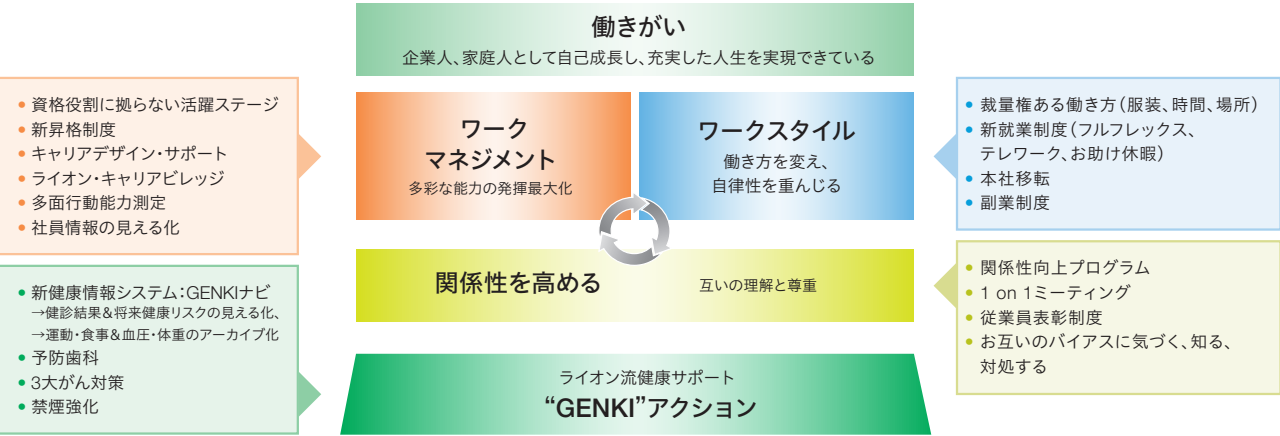 働きがい
企業人、家庭人として自己成長し、充実した人生を実現できている
● 資格役割に拠らない活躍ステージ
● 新昇格制度
● キャリアデザイン・サポート
● ライオン・キャリアビレッジ
● 多面行動能力測定
● 社員情報の見える化
ワーク
マネジメント
多彩な能力の発揮最大化
ワークスタイル
働き方を変え、
自律性を重んじる
● 裁量権ある働き方（服装、時間、場所）
● 新就業制度（フルフレックス、
テレワーク、お助け休暇）
● 本社移転
● 副業制度
関係性を高める 互いの理解と尊重
● 関係性向上プログラム
● 1 on 1ミーティング
● 従業員表彰制度
● お互いのバイアスに気づく、知る、
対処する
● 新健康情報システム：GENKIナビ
→健診結果＆将来健康リスクの見える化、
→運動・食事＆血圧・体重のアーカイブ化
● 予防歯科
● 3大がん対策
● 禁煙強化
ライオン流健康サポート
“GENKI”アクション